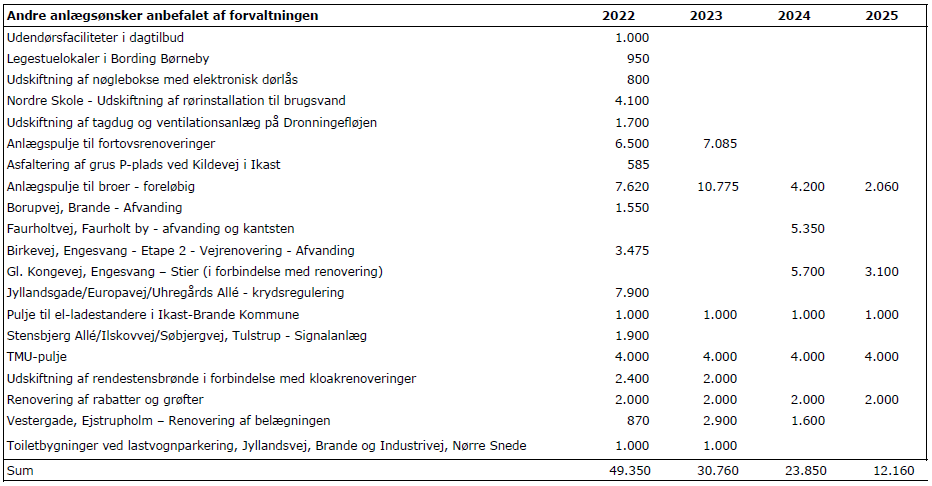 Andre anlægsønsker anbefalet af forvaltningen 2022 2023 2024 2025
Udendørsfaciliteter i dagtilbud 1.000
Legestuelokaler i Bording Børneby 950
Udskiftning af nøglebokse med elektronisk dørlås 800
Nordre Skole - Udskiftning af rørinstallation til brugsvand 4.100
Udskiftning af tagdug og ventilationsanlæg på Dronningefløjen 1.700
Anlægspulje til fortovsrenoveringer 6.500 7.085
Asfaltering af grus P-plads ved Kildevej i Ikast 585
Anlægspulje til broer - foreløbig 7.620 10.775 4.200 2.060
Borupvej, Brande - Afvanding 1.550
Faurholtvej, Faurholt by - afvanding og kantsten 5.350
Birkevej, Engesvang - Etape 2 - Vejrenovering - Afvanding 3.475
Gl. Kongevej, Engesvang – Stier (i forbindelse med renovering) 5.700 3.100
Jyllandsgade/Europavej/Uhregårds Allé - krydsregulering 7.900
Pulje til el-ladestandere i Ikast-Brande Kommune 1.000 1.000 1.000 1.000
Stensbjerg Allé/Ilskovvej/Søbjergvej, Tulstrup - Signalanlæg 1.900
TMU-pulje 4.000 4.000 4.000 4.000
Udskiftning af rendestensbrønde i forbindelse med kloakrenoveringer 2.400 2.000
Renovering af rabatter og grøfter 2.000 2.000 2.000 2.000
Vestergade, Ejstrupholm – Renovering af belægningen 870 2.900 1.600
Toiletbygninger ved lastvognparkering, Jyllandsvej, Brande og Industrivej, Nørre Snede 1.000 1.000
Sum 49.350 30.760 23.850 12.160